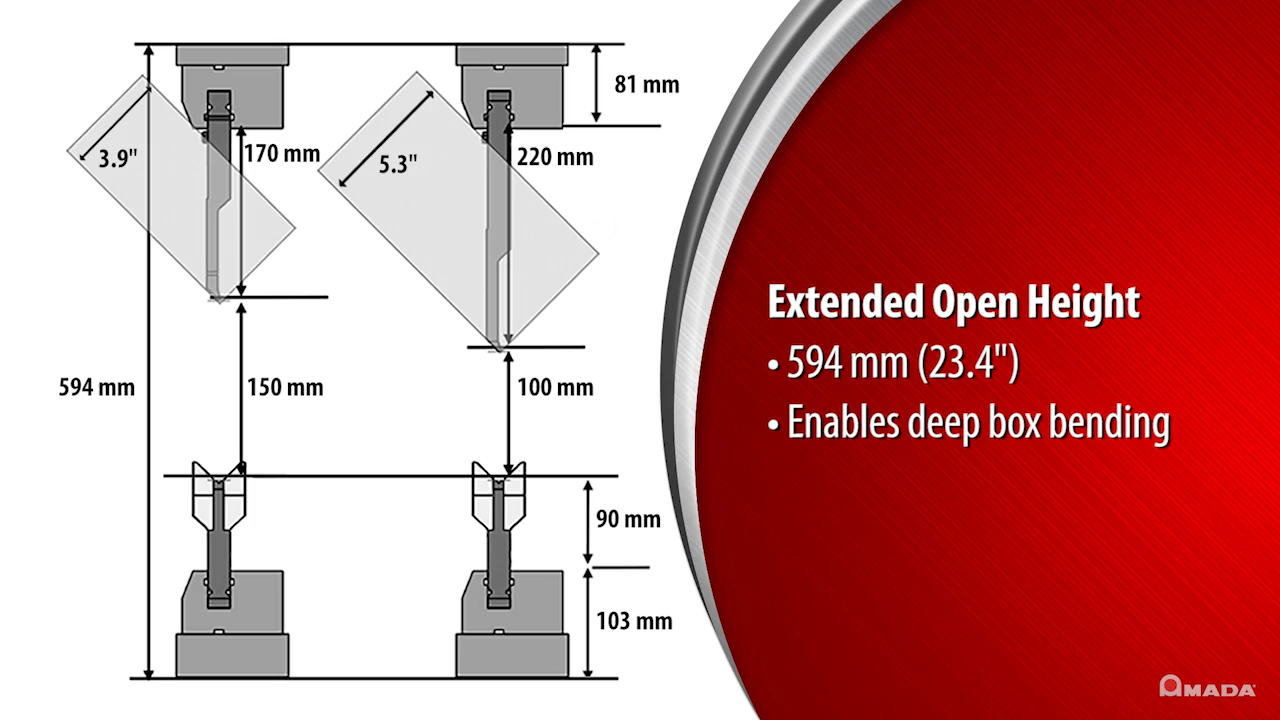 81 mm
3.9"
170 mm
5.3"
220 mm
594 mm
150 mm
100 mm
90 mm
103 mm
Extended Open Height
• 594 mm (23.4")
• Enables deep box bending
AMADA